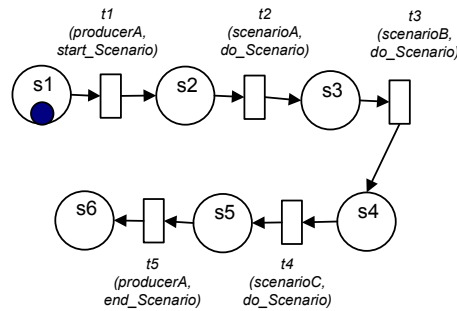 t1
(producerA,
start_Scenario)
t2
(scenarioA,
do_Scenario)
t3
(scenarioB,
do_Scenario)
s1
s2
s3
s6
s5
s4
t5
(producerA,
end_Scenario)
t4
(scenarioC,
do_Scenario)